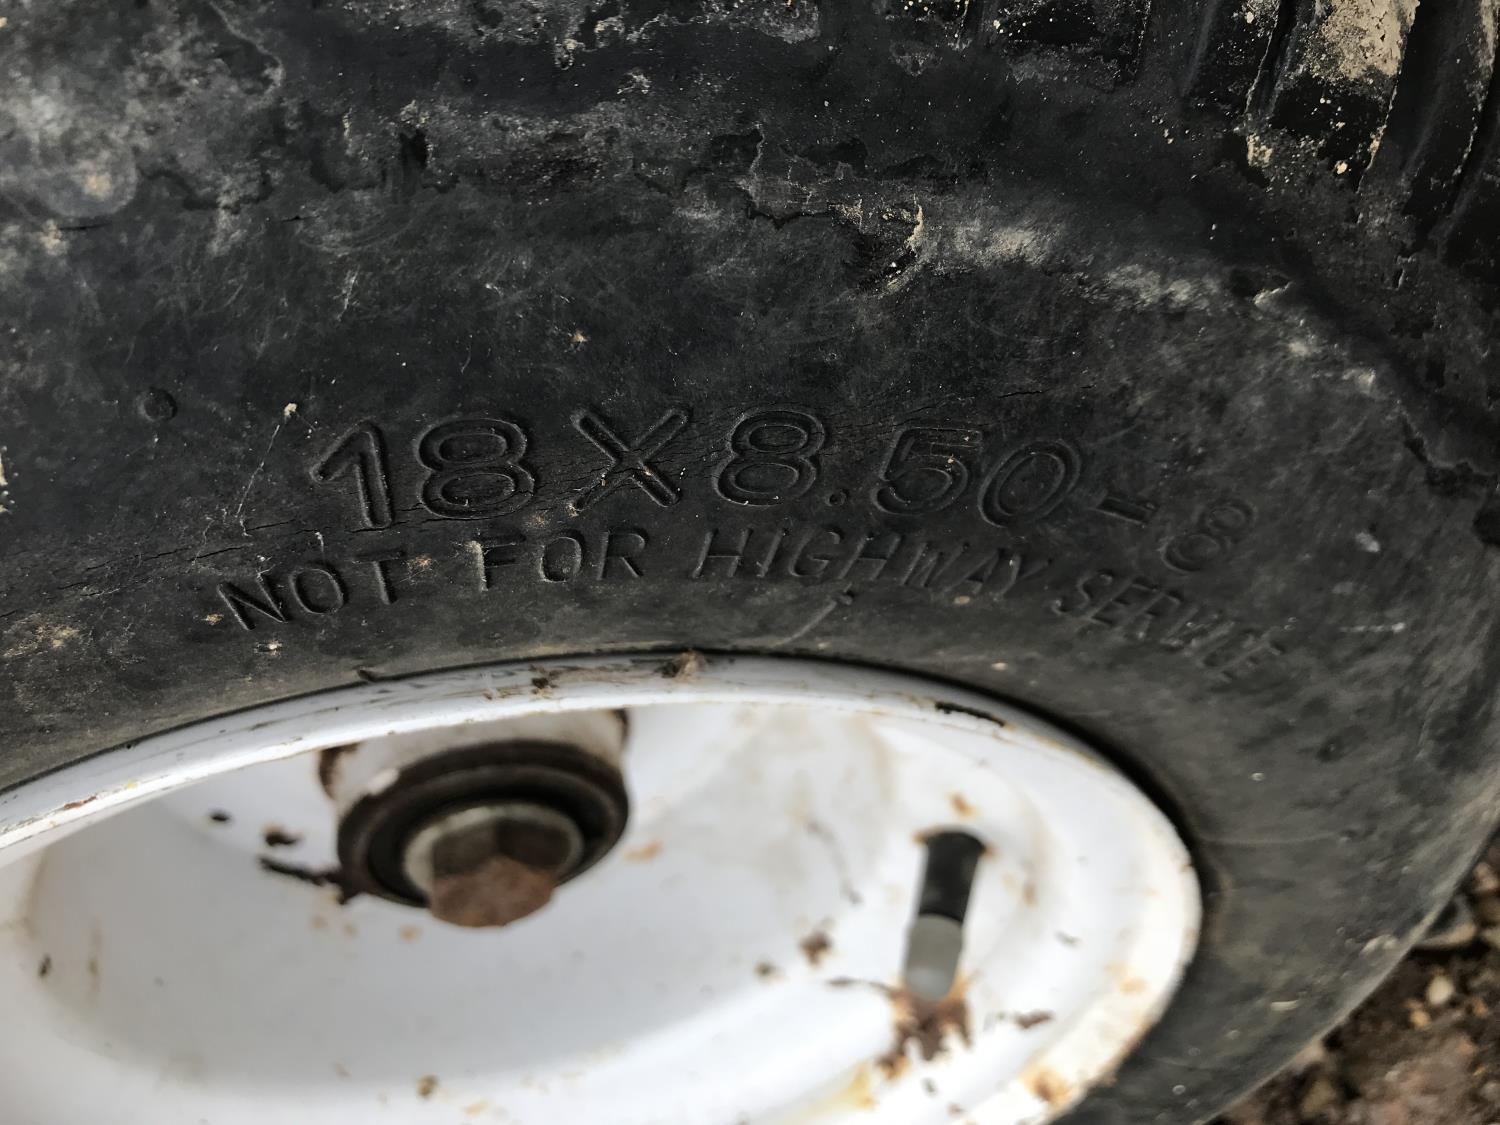 18X8.50-8
NOT FOR HIGHWAY SERVICE